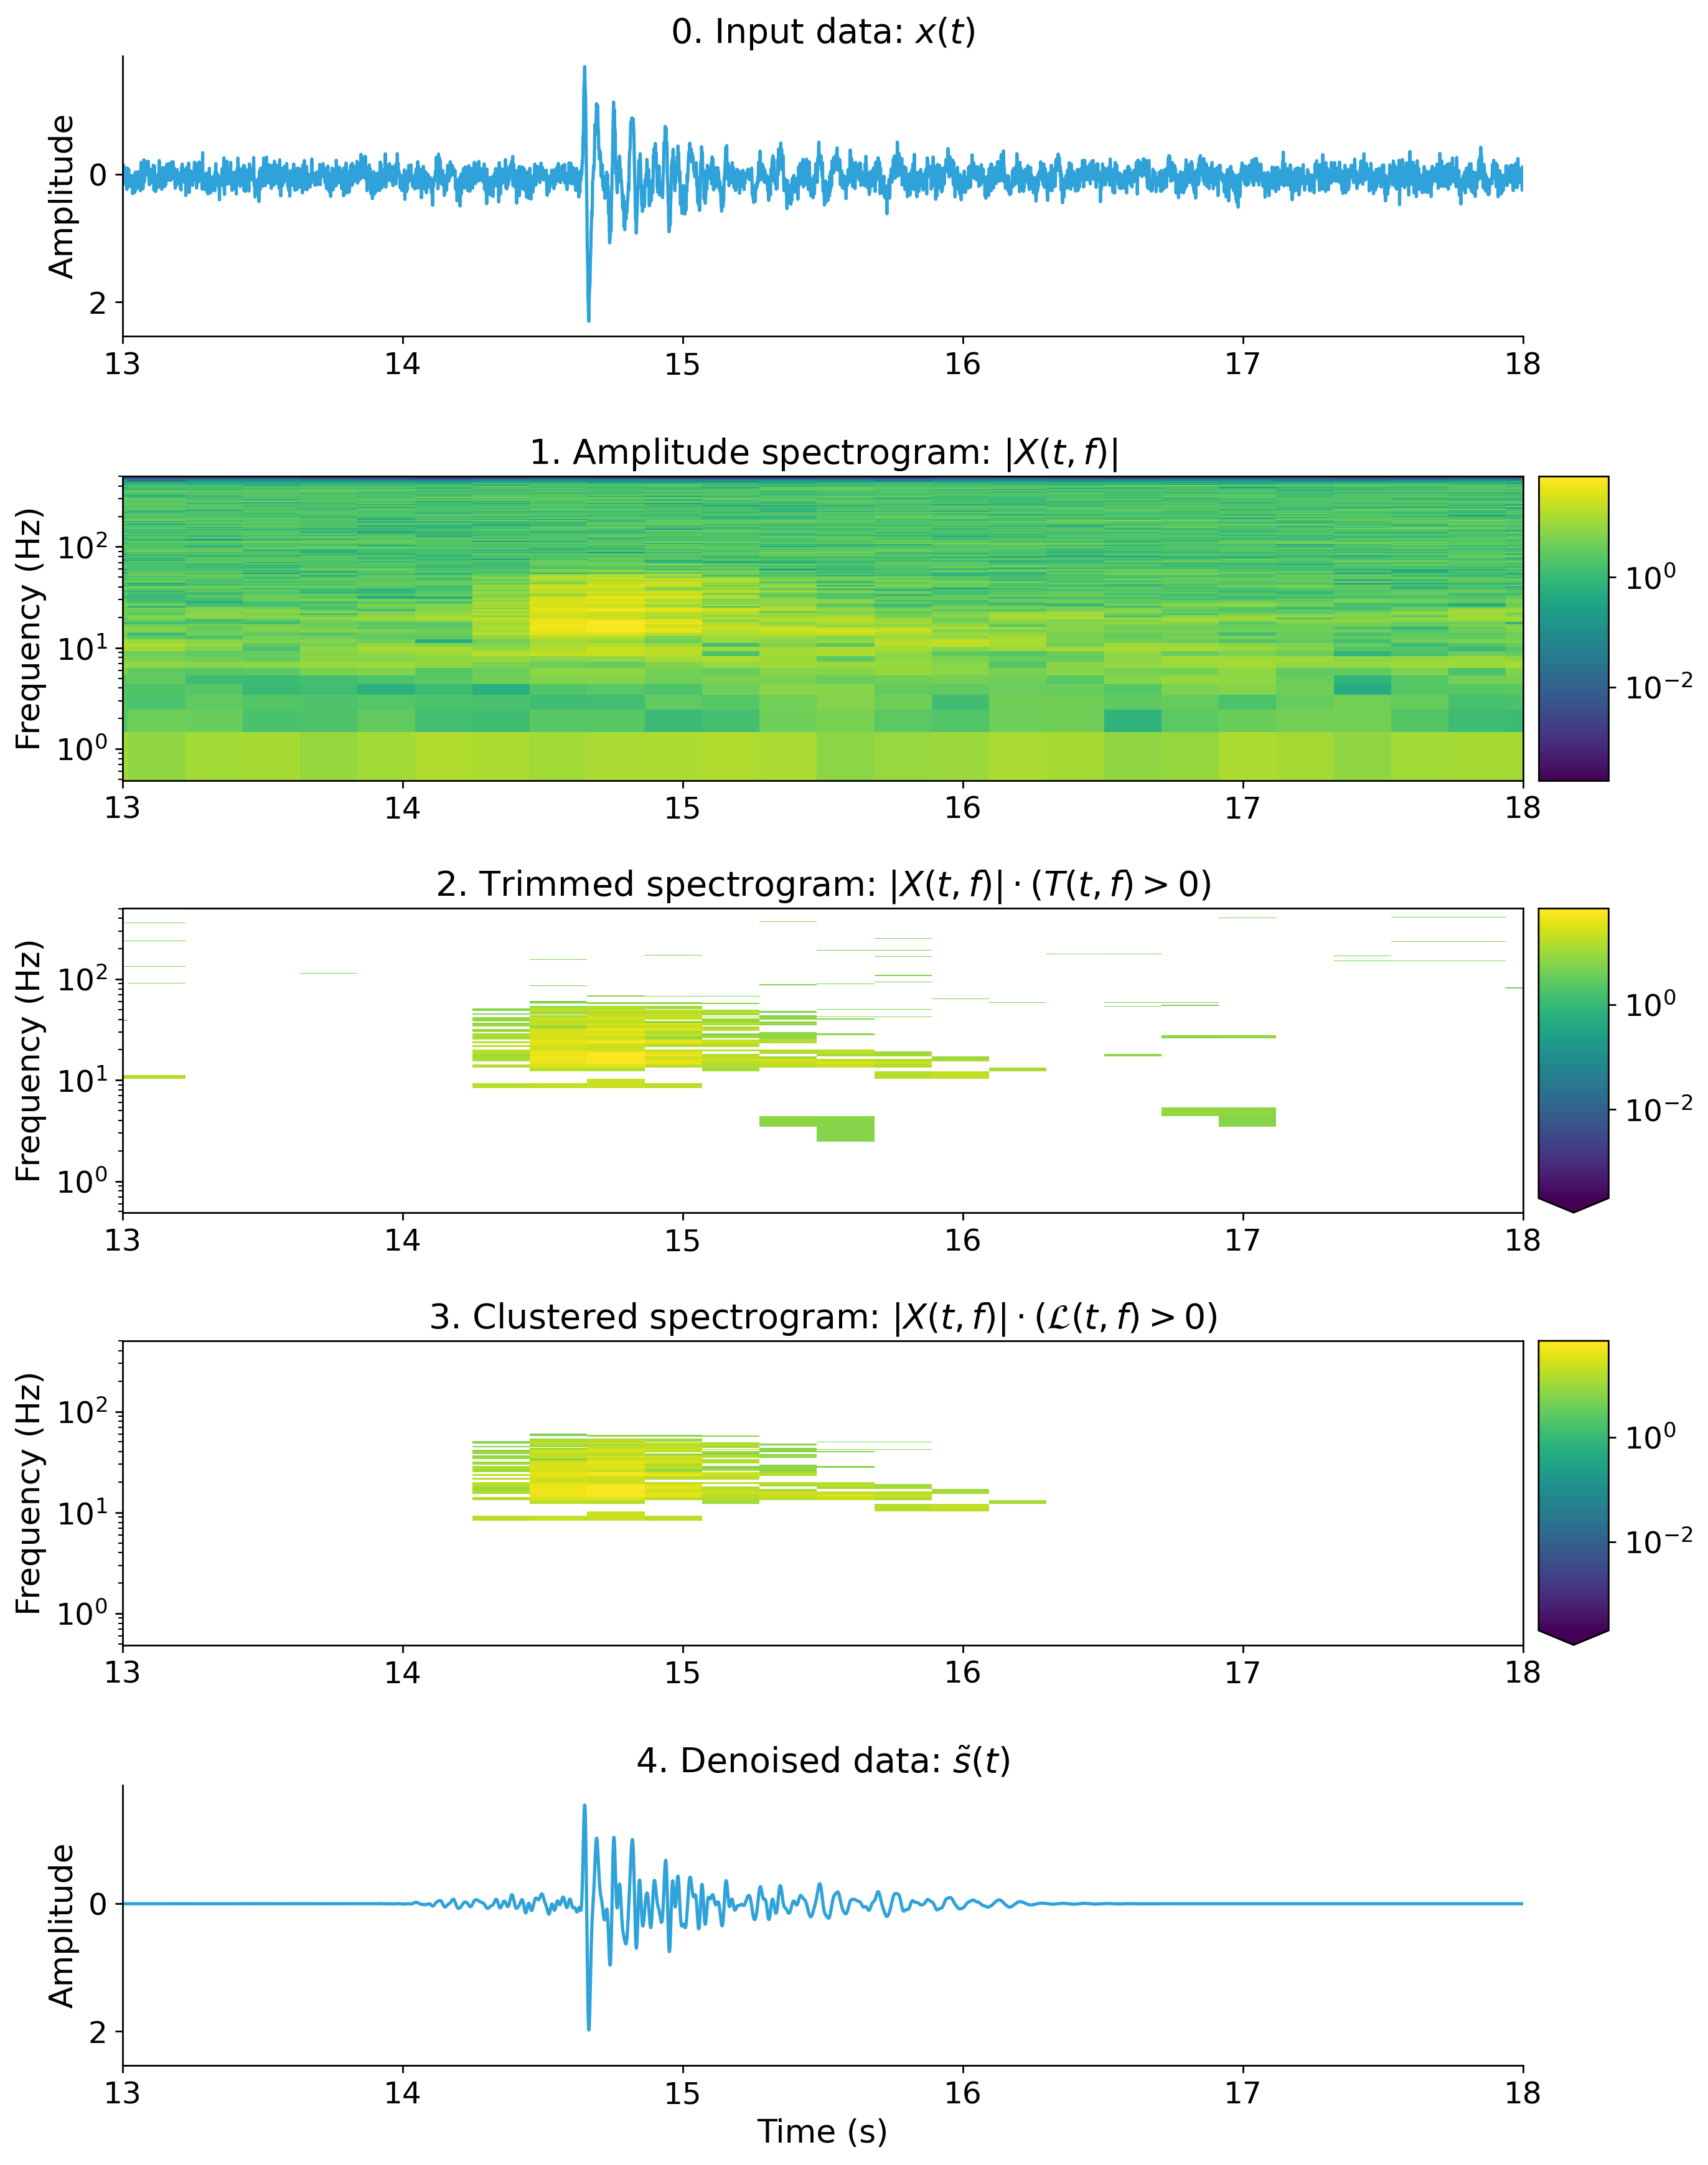 0. Input data: x(t)
Amplitude
0
2
13 14 15 16 17 18
1. Amplitude spectrogram: |X(t, f)|
Frequency (Hz)
10² 10¹ 10⁰
13 14 15 16 17 18
10⁰ 10⁻²
2. Trimmed spectrogram: |X(t, f)| · (T(t, f) > 0)
Frequency (Hz)
10² 10¹ 10⁰
13 14 15 16 17 18
10⁰ 10⁻²
3. Clustered spectrogram: |X(t, f)| · (ℒ(t, f) > 0)
Frequency (Hz)
10² 10¹ 10⁰
13 14 15 16 17 18
10⁰ 10⁻²
4. Denoised data: s̃(t)
Amplitude
0
2
13 14 15 16 17 18
Time (s)